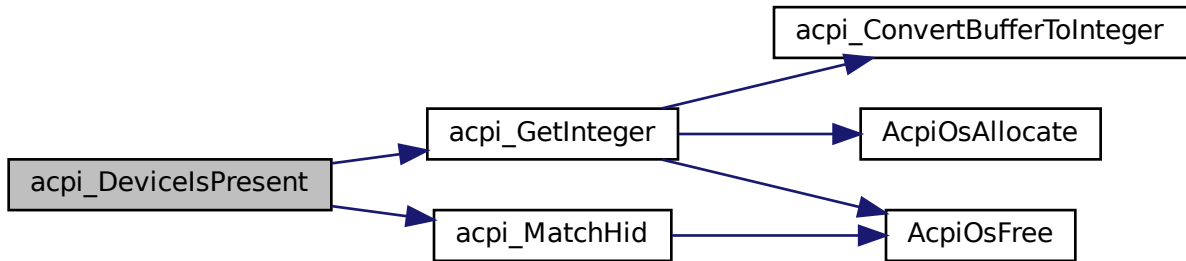 acpi_DeviceIsPresent
acpi_GetInteger
acpi_MatchHid
acpi_ConvertBufferToInteger
AcpiOsAllocate
AcpiOsFree